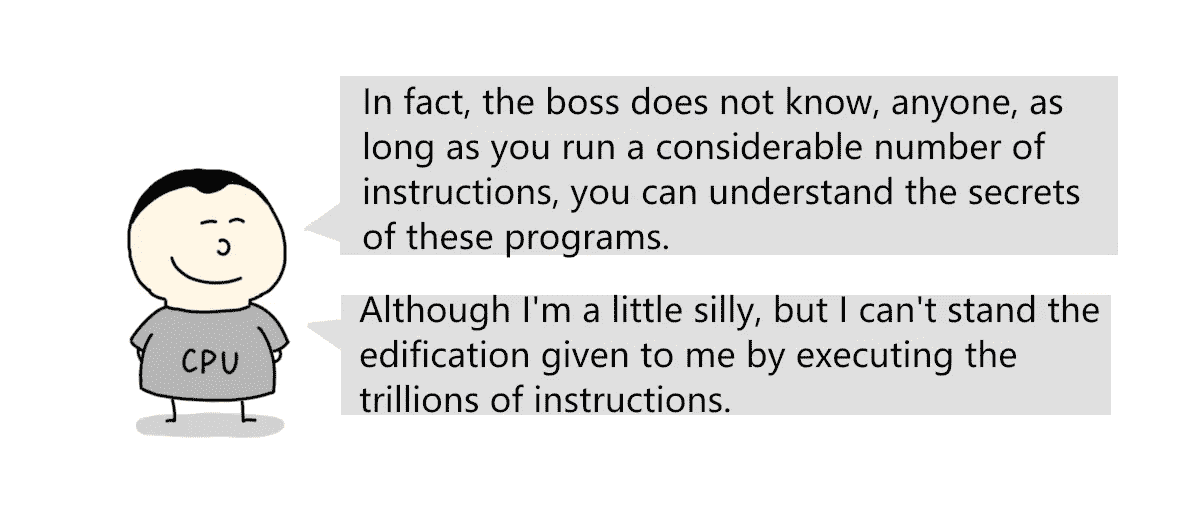 In fact, the boss does not know, anyone, as
long as you run a considerable number of
instructions, you can understand the secrets
of these programs.
Although I'm a little silly, but I can't stand the
edification given to me by executing the
trillions of instructions.
CPU